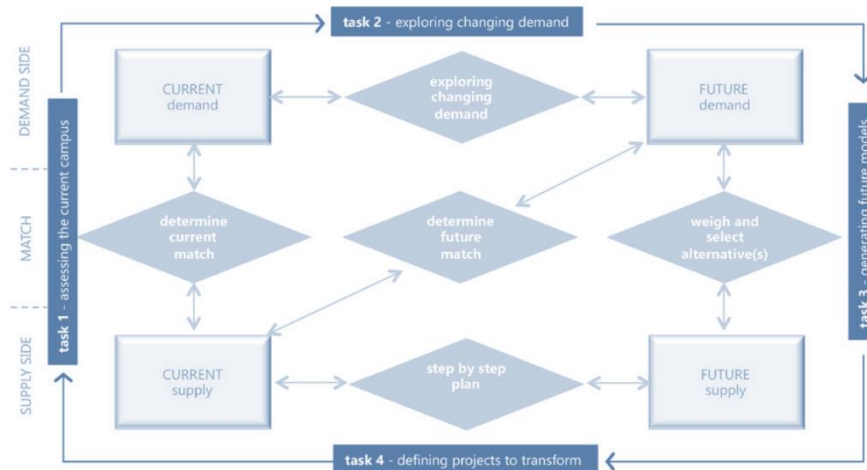 task 2 - exploring changing demand
DEMAND SIDE
MATCH
SUPPLY SIDE
task 1 - assessing the current campus
CURRENT
demand
exploring
changing
demand
FUTURE
demand
determine
current
match
determine
future
match
weigh and
select
alternative(s)
CURRENT
supply
step by step
plan
FUTURE
supply
task 3 - generating future models
task 4 - defining projects to transform